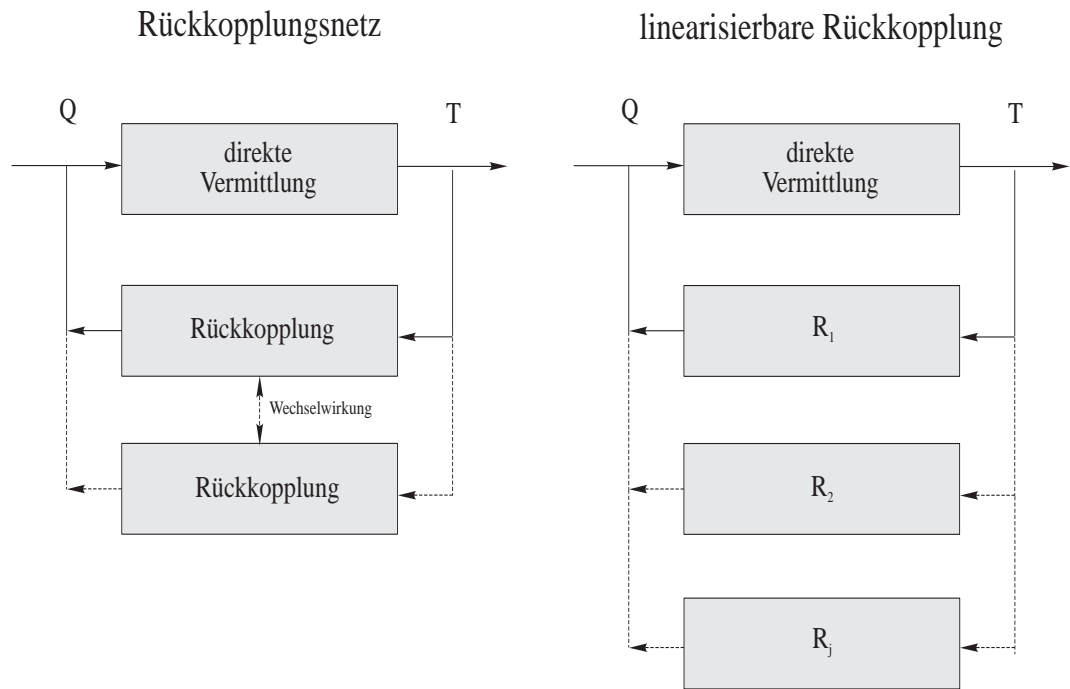 Rückkopplungsnetz
Q
T
direkte
Vermittlung
Rückkopplung
Wechselwirkung
Rückkopplung
linearisierbare Rückkopplung
Q
T
direkte
Vermittlung
R₁
R₂
Rⱼ